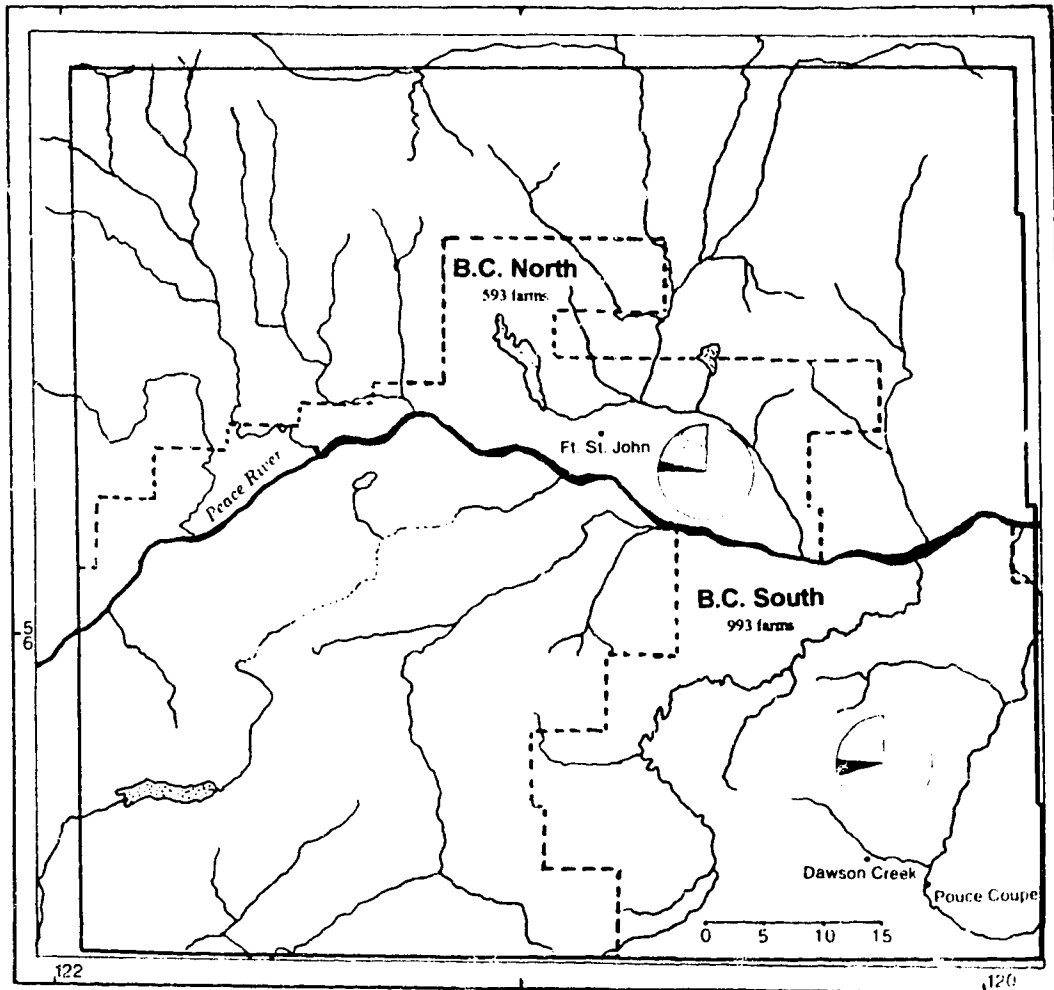 B.C. North
593 farms
Ft. St. John
Peace River
B.C. South
993 farms
56
Dawson Creek
Pouce Coupe
0 5 10 15
122
120